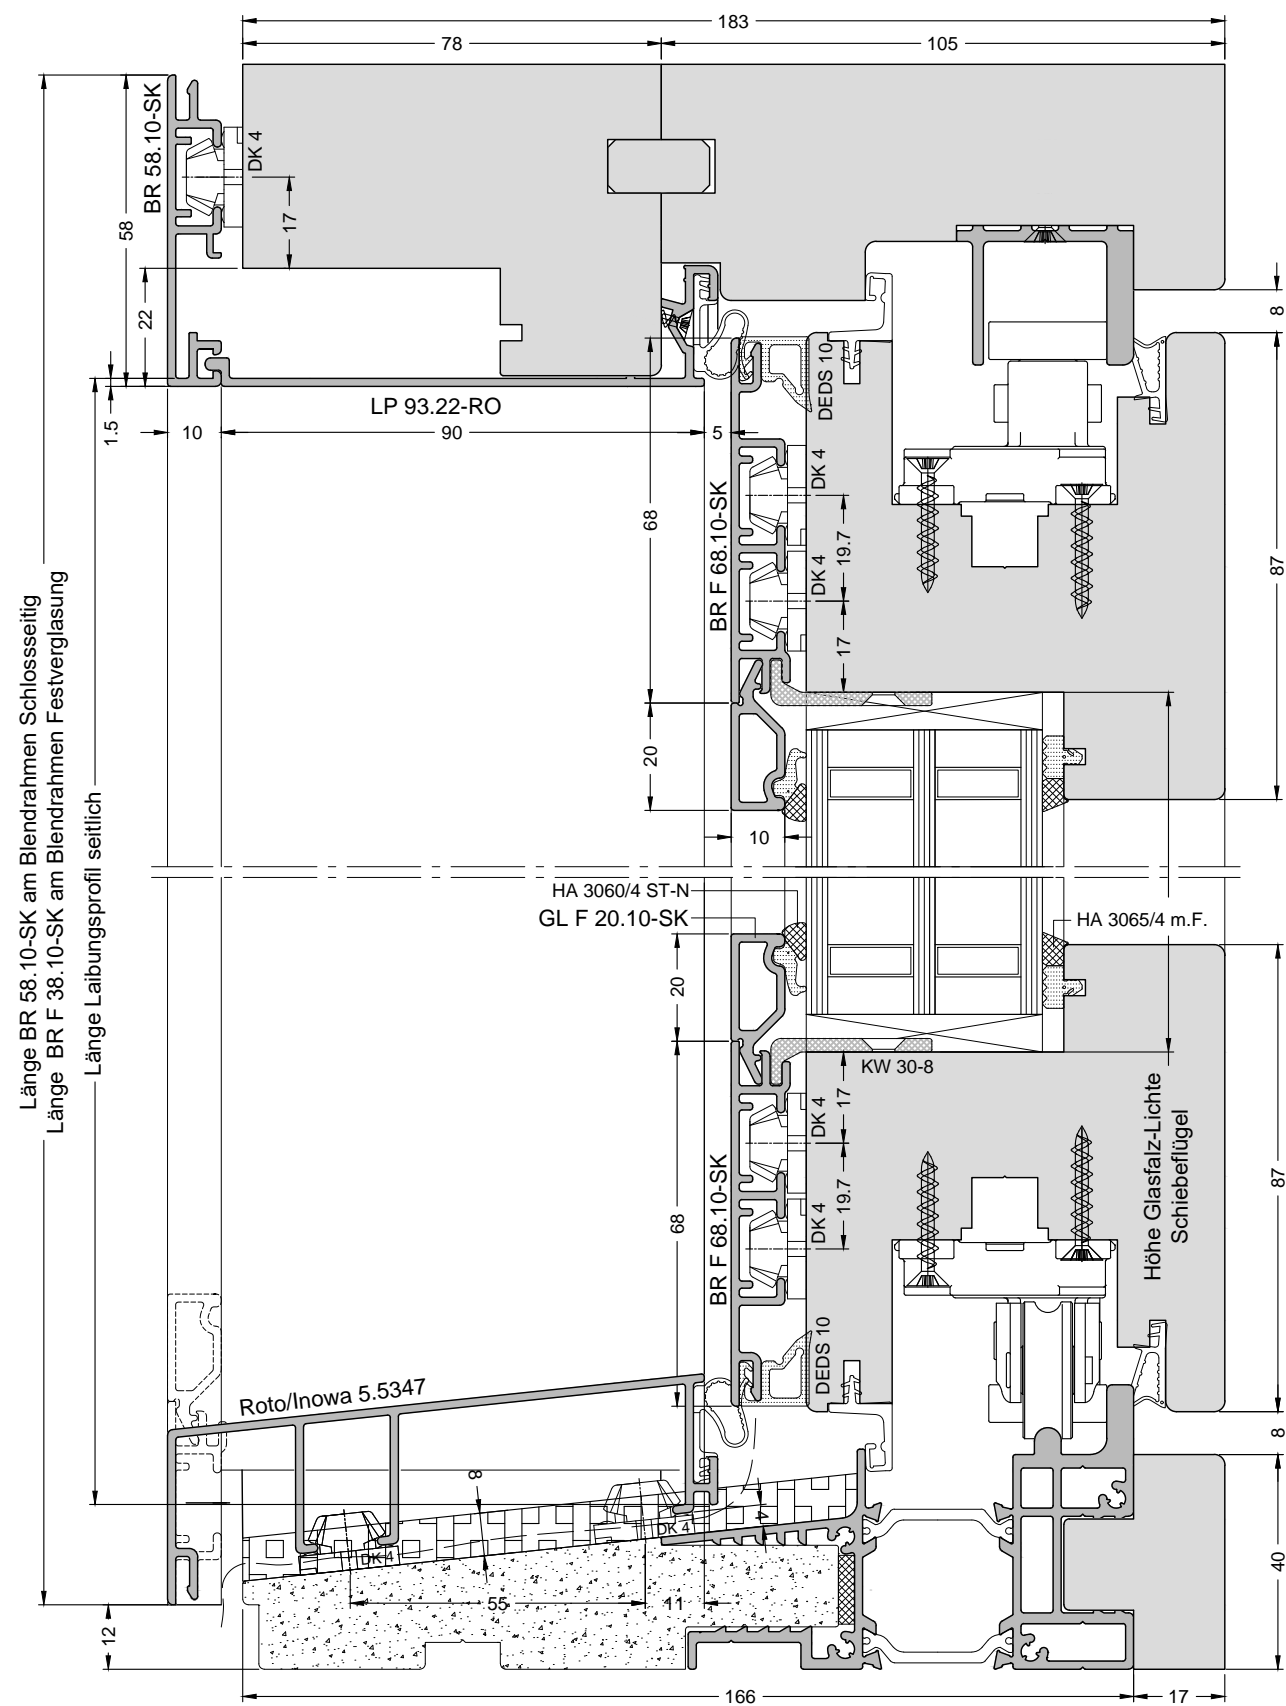 183
78
105
BR 58.10-SK
DK 4
17
58
22
8
1.5
LP 93.22-RO
10
90
5
DEDS 10
68
BR F 68.10-SK
DK 4
DK 4
19.7
17
87
20
10
Länge BR 58.10-SK am Blendrahmen Schlossseitig
Länge BR F 38.10-SK am Blendrahmen Festverglasung
Länge Laibungsprofil seitlich
HA 3060/4 ST-N
GL F 20.10-SK
HA 3065/4 m.F.
20
KW 30-8
17
DK 4
19.7
DK 4
BR F 68.10-SK
68
DEDS 10
Höhe Glasfalz-Lichte
Schiebeflügel
87
8
Roto/Inowa 5.5347
8
4
DK 4
DK 4
55
11
40
12
166
17